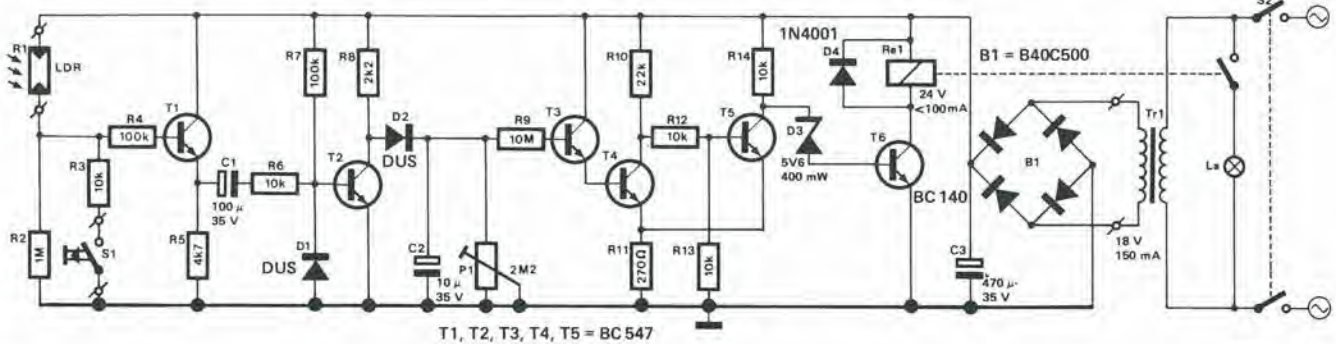 S2
R1
LDR
R2
1M
R3
10k
S1
R4
100k
T1
C1
100 µ
35 V
R5
4k7
R6
10k
R7
100k
D1
DUS
R8
2k2
T2
D2
DUS
C2
10 µ
35 V
P1
2M2
R9
10M
T3
T4
R10
22k
R11
270Ω
R12
10k
R13
10k
T5
R14
10k
D3
5V6
400 mW
1N4001
D4
Re1
24 V
<100mA
T6
BC 140
C3
470 µ
35 V
B1 = B40C500
B1
Tr1
18 V
150 mA
La
T1, T2, T3, T4, T5 = BC 547